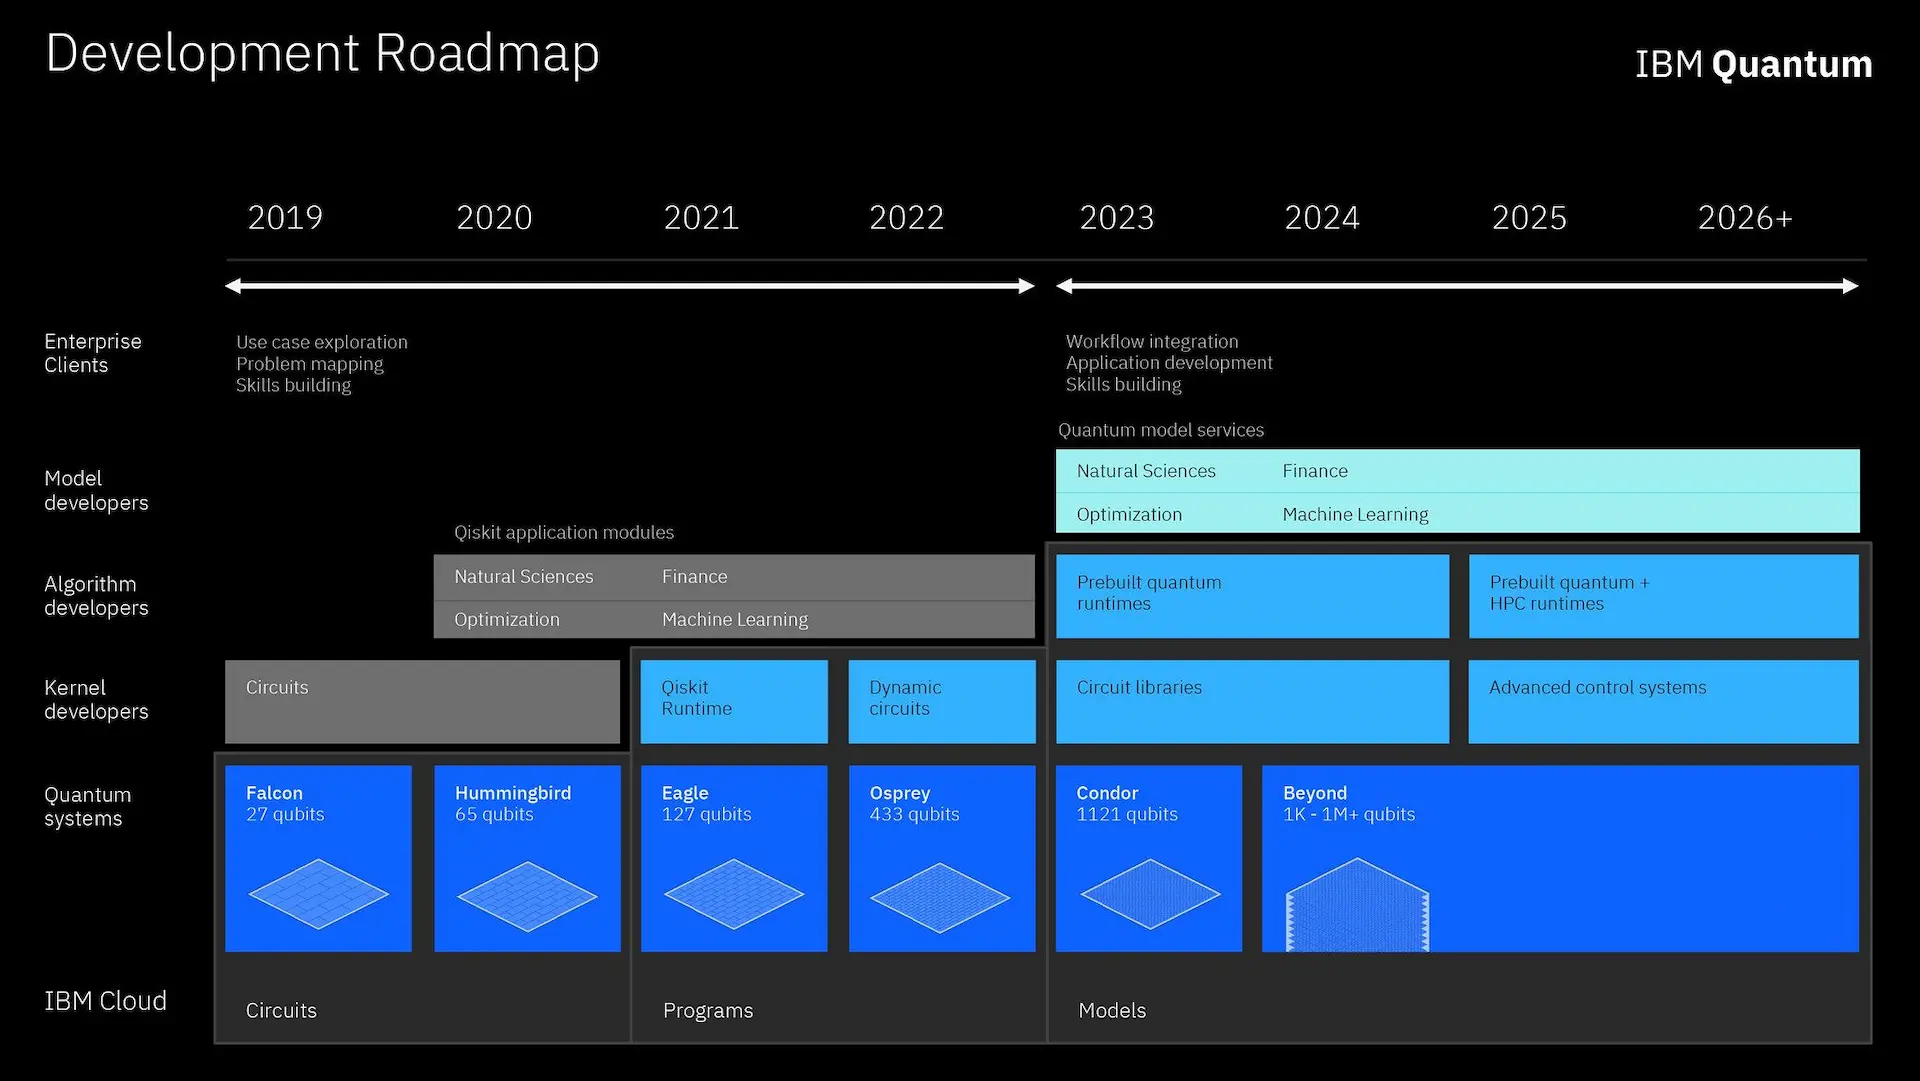 Development Roadmap
IBM Quantum
2019 2020 2021 2022 2023 2024 2025 2026+
Enterprise
Clients
Use case exploration
Problem mapping
Skills building
Workflow integration
Application development
Skills building
Model
developers
Quantum model services
Natural Sciences Finance
Optimization Machine Learning
Algorithm
developers
Qiskit application modules
Natural Sciences Finance
Optimization Machine Learning
Prebuilt quantum
runtimes
Prebuilt quantum +
HPC runtimes
Kernel
developers
Circuits
Qiskit
Runtime
Dynamic
circuits
Circuit libraries
Advanced control systems
Quantum
systems
Falcon
27 qubits
Hummingbird
65 qubits
Eagle
127 qubits
Osprey
433 qubits
Condor
1121 qubits
Beyond
1K - 1M+ qubits
IBM Cloud
Circuits
Programs
Models